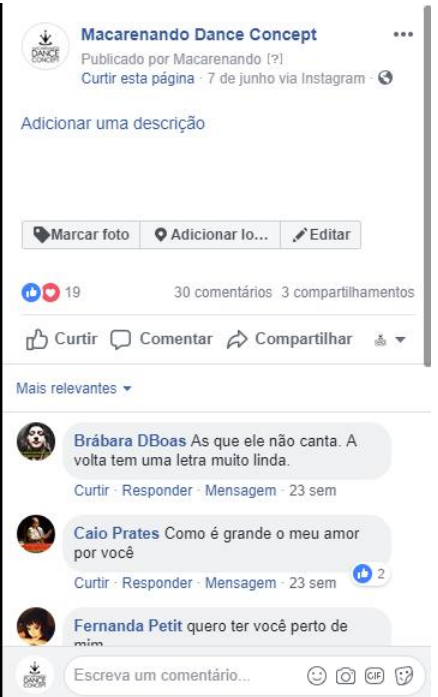 Macarenando Dance Concept
Publicado por Macarenando [?]
Curtir esta página · 7 de junho via Instagram ·
Adicionar uma descrição
Marcar foto
Adicionar lo...
Editar
19
30 comentários 3 compartilhamentos
Curtir
Comentar
Compartilhar
Mais relevantes
Brábara DBoas As que ele não canta. A
volta tem uma letra muito linda.
Curtir · Responder · Mensagem · 23 sem
Caio Prates Como é grande o meu amor
por você
2
Curtir · Responder · Mensagem · 23 sem
Fernanda Petit quero ter você perto de
mim
Escreva um comentário...
GIF